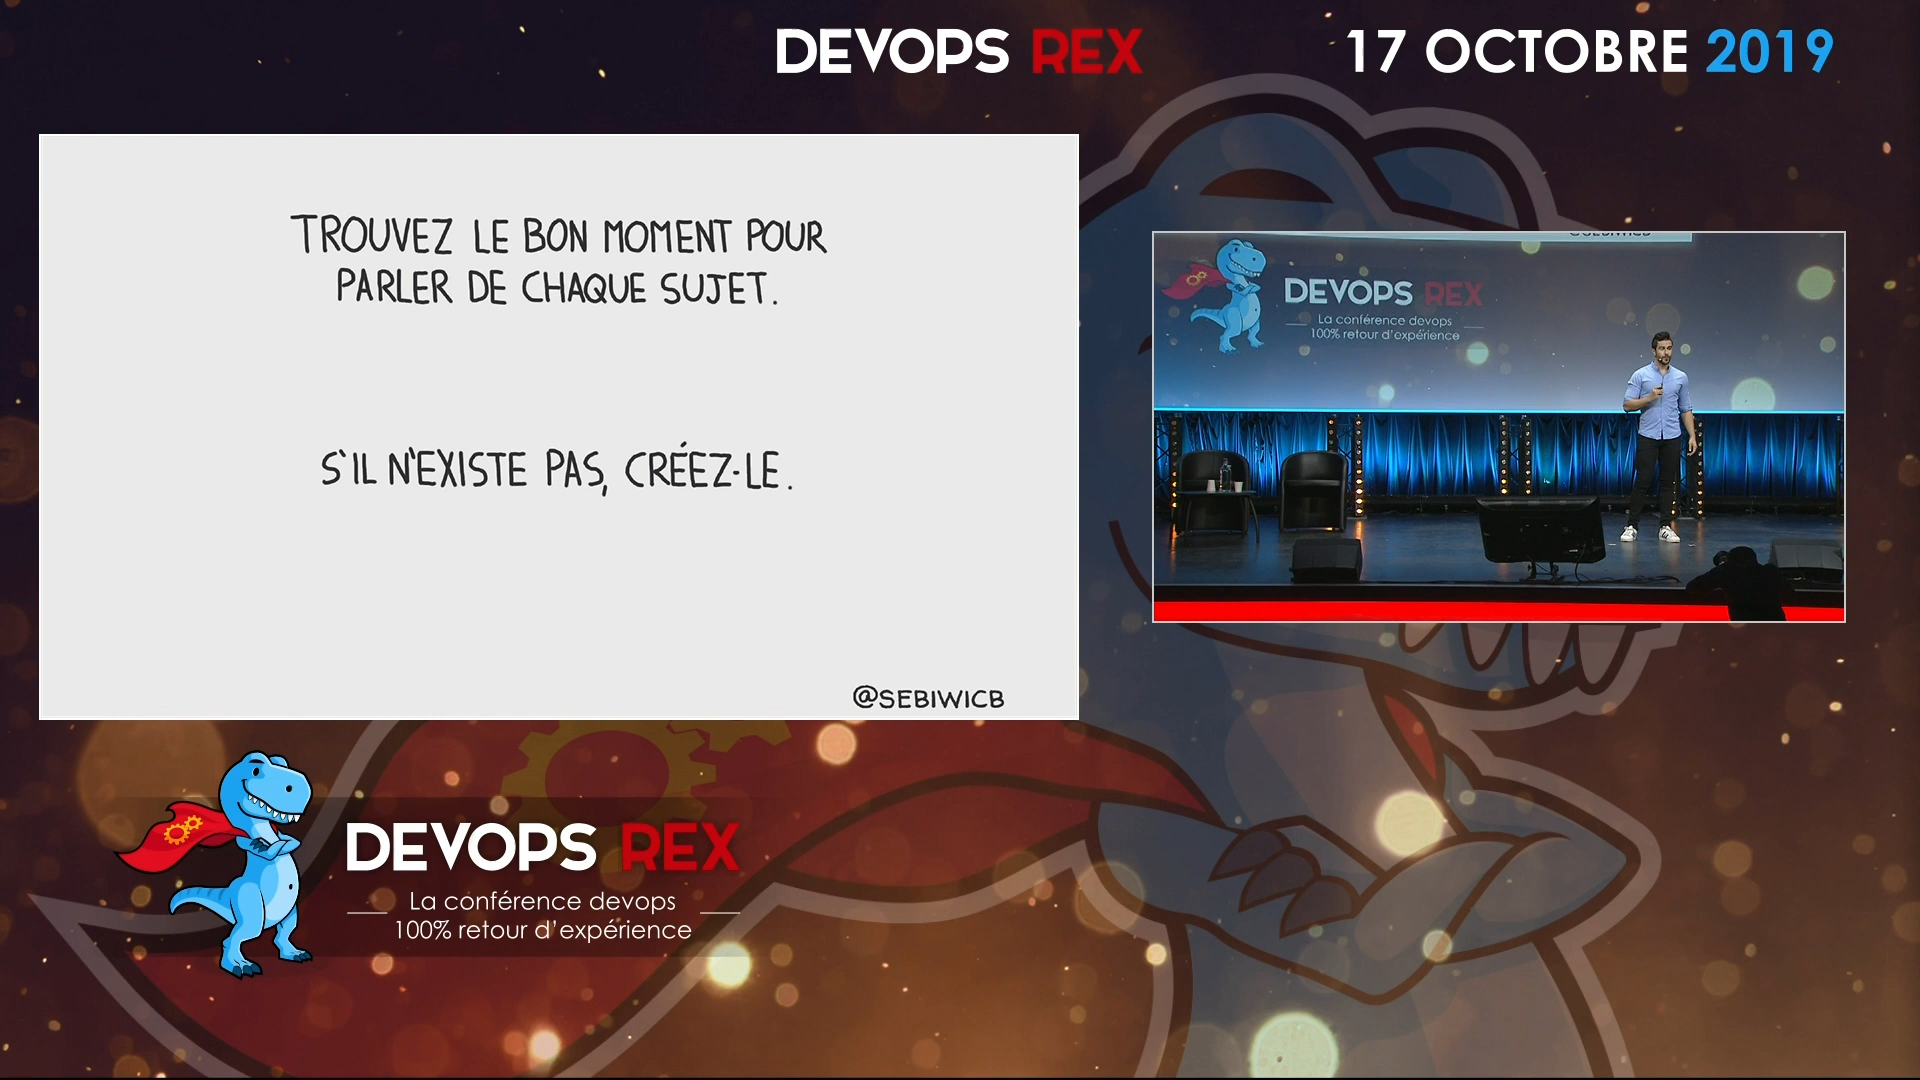 DEVOPS REX
17 OCTOBRE 2019
TROUVEZ LE BON MOMENT POUR
PARLER DE CHAQUE SUJET.
S'IL N'EXISTE PAS, CRÉEZ-LE.
@SEBIWICB
DEVOPS REX
La conférence devops
100% retour d'expérience
DEVOPS REX
La conférence devops
100% retour d'expérience